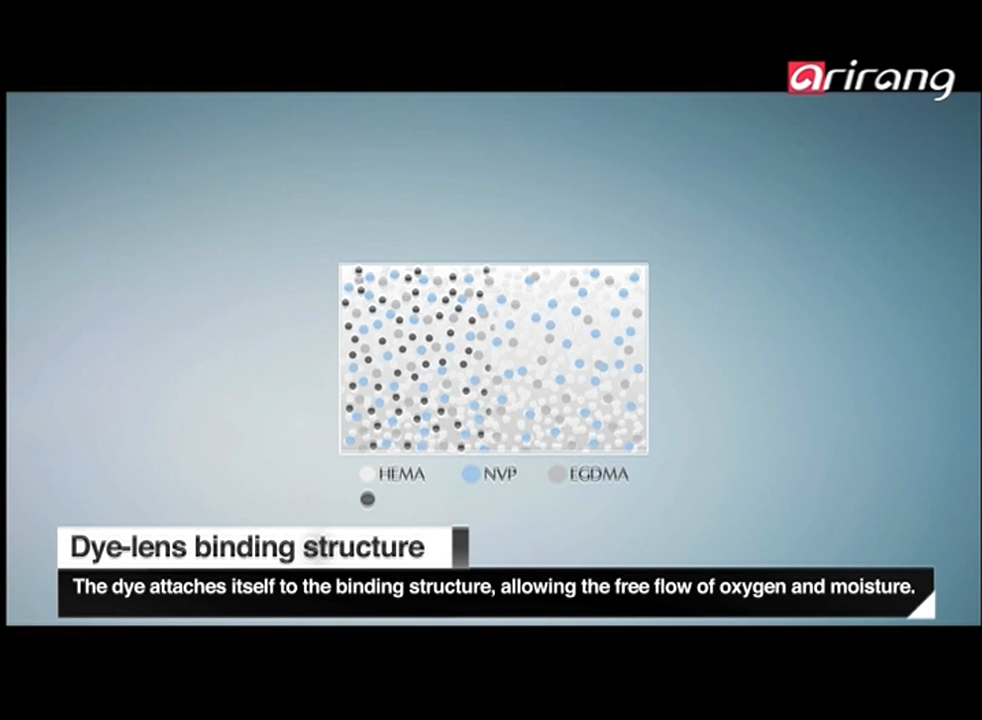 arirang
HEMA NVP EGDMA
Dye-lens binding structure
The dye attaches itself to the binding structure, allowing the free flow of oxygen and moisture.